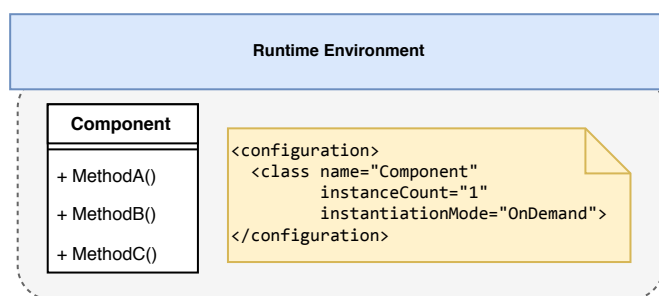 Runtime Environment
Component
+ MethodA()
+ MethodB()
+ MethodC()
<configuration>
  <class name="Component"
         instanceCount="1"
         instantiationMode="OnDemand">
</configuration>